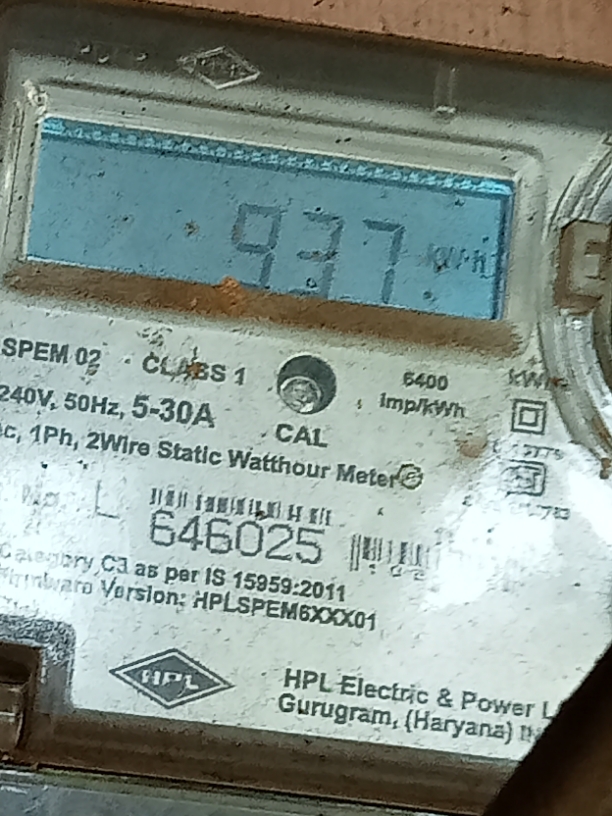 937 kWh
SPEM 02 CLASS 1
6400
imp/kWh
240V, 50Hz, 5-30A
CAL
1Ph, 2Wire Static Watthour Meter
646025
Category C3 as per IS 15959:2011
Firmware Version: HPLSPEM6XXX01
HPL
HPL Electric & Power
Gurugram, (Haryana)